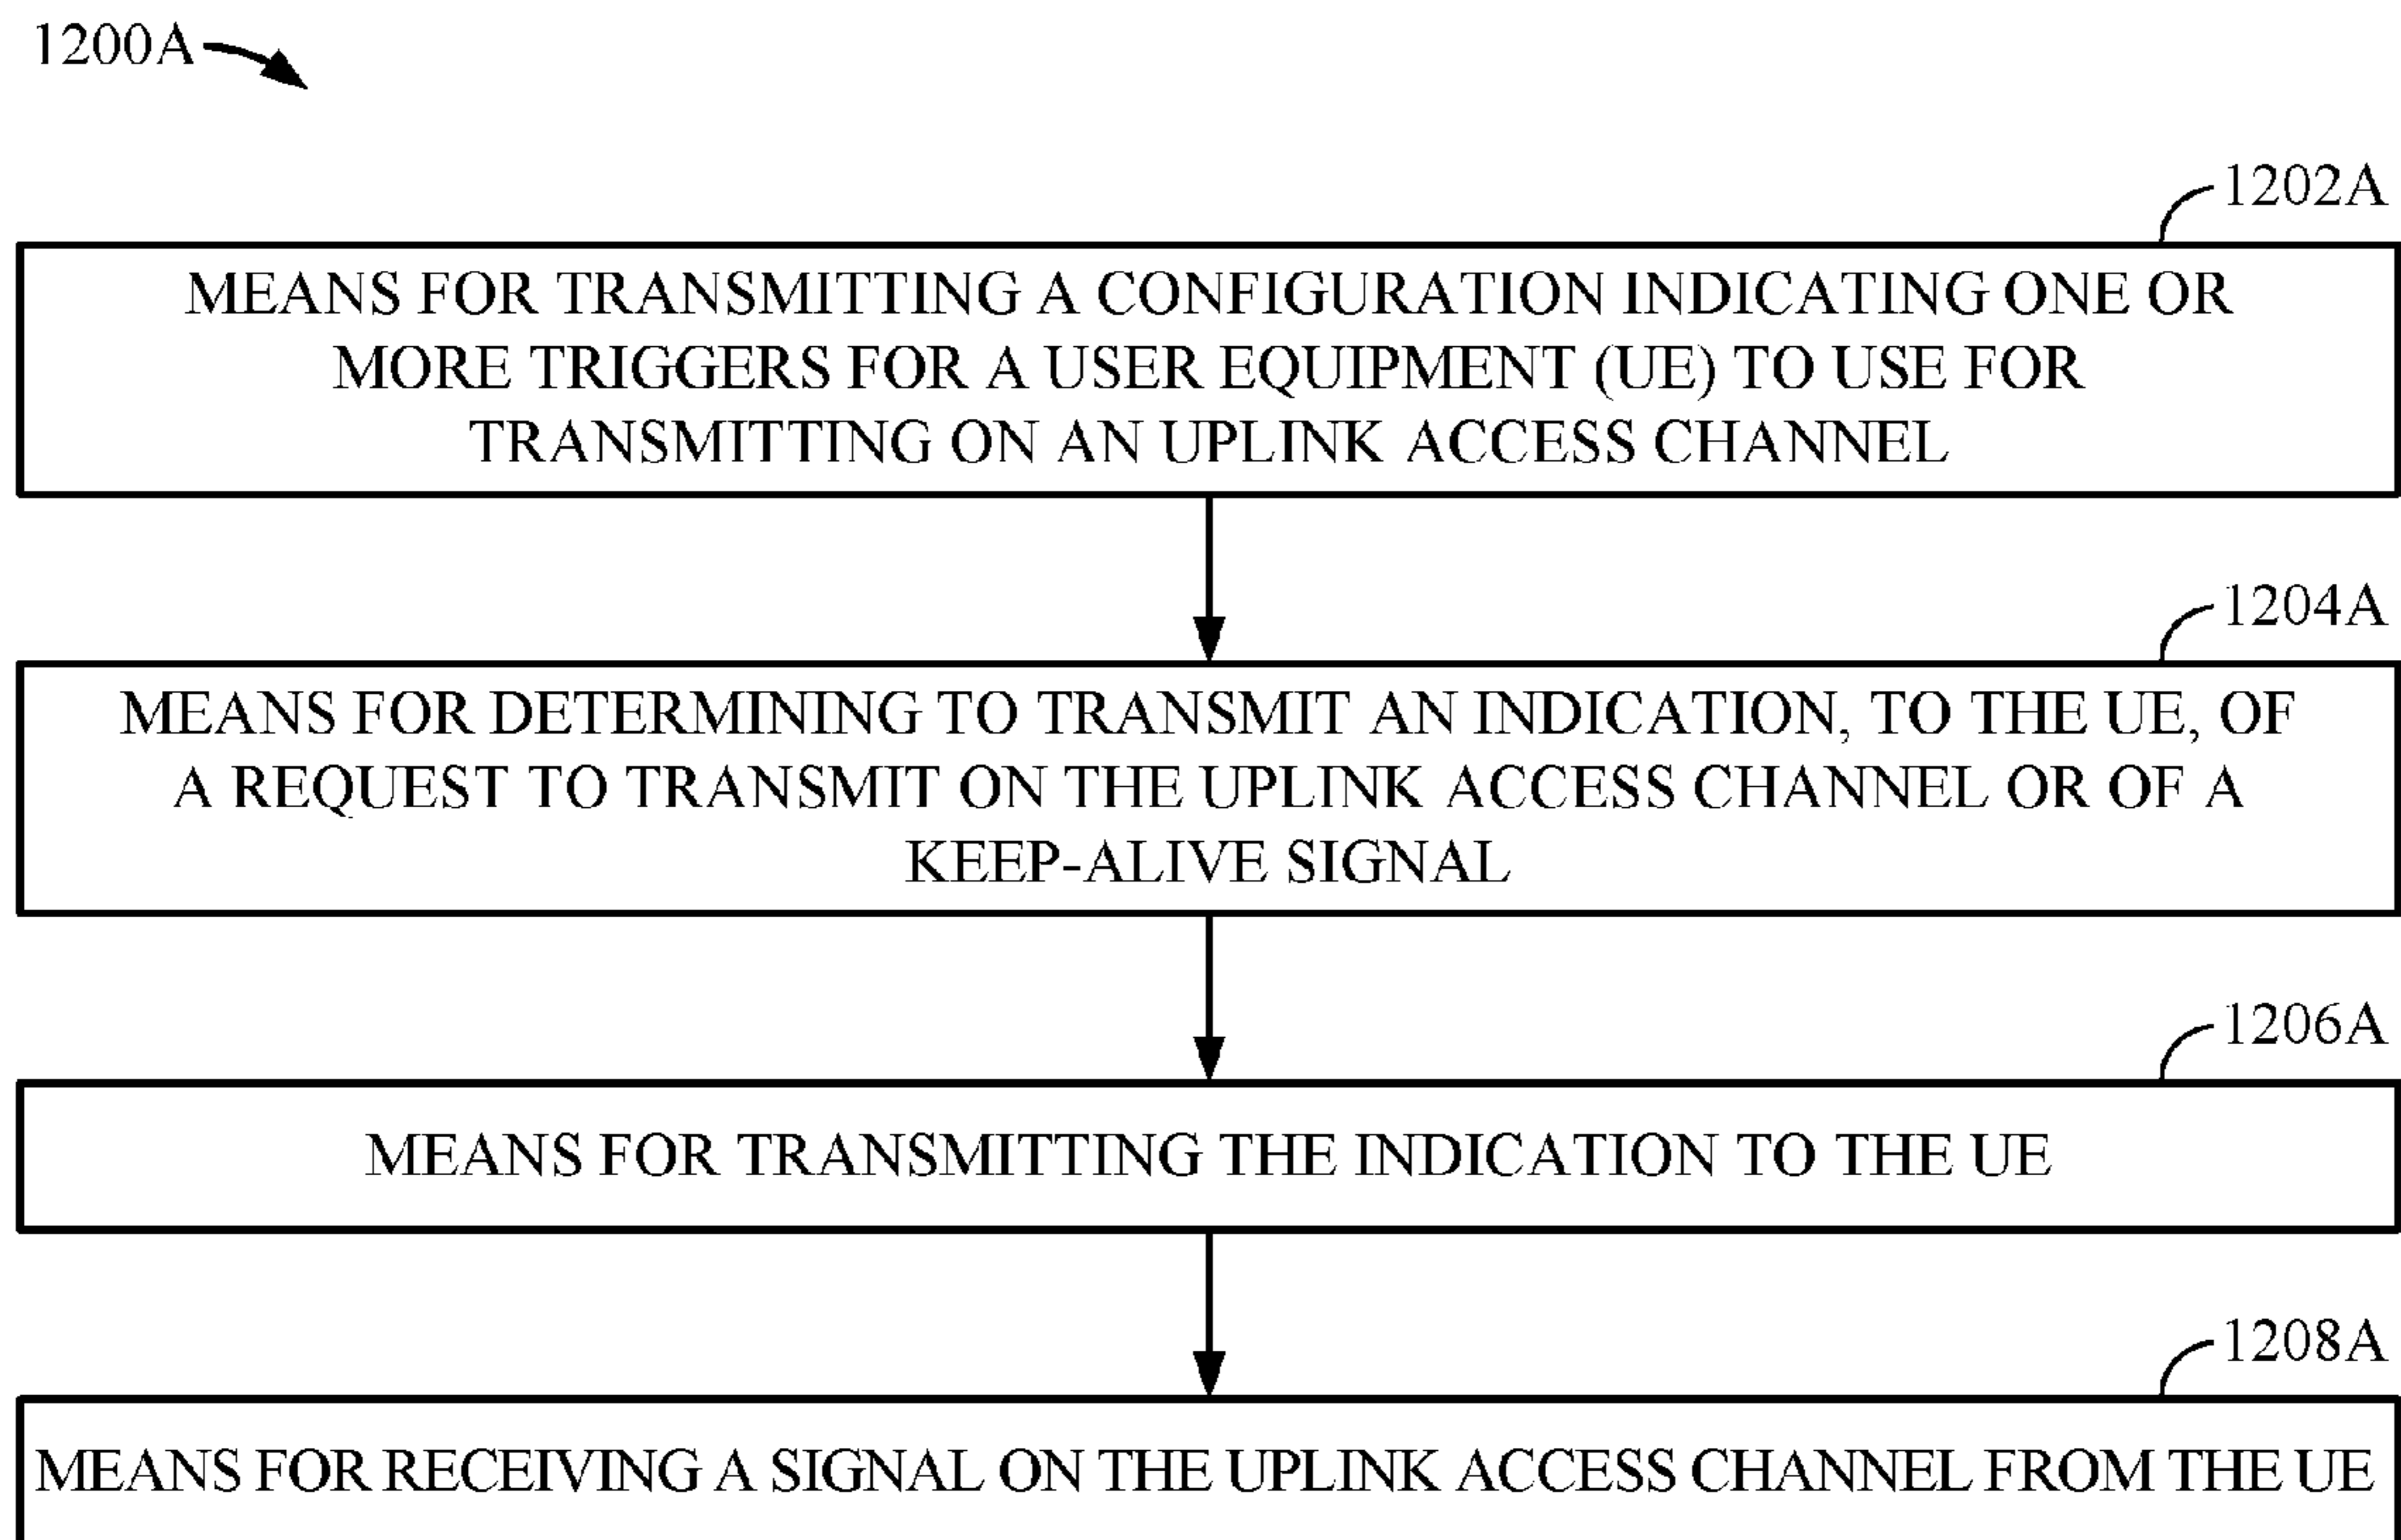 1200A
1202A
MEANS FOR TRANSMITTING A CONFIGURATION INDICATING ONE OR
MORE TRIGGERS FOR A USER EQUIPMENT (UE) TO USE FOR
TRANSMITTING ON AN UPLINK ACCESS CHANNEL
1204A
MEANS FOR DETERMINING TO TRANSMIT AN INDICATION, TO THE UE, OF
A REQUEST TO TRANSMIT ON THE UPLINK ACCESS CHANNEL OR OF A
KEEP-ALIVE SIGNAL
1206A
MEANS FOR TRANSMITTING THE INDICATION TO THE UE
1208A
MEANS FOR RECEIVING A SIGNAL ON THE UPLINK ACCESS CHANNEL FROM THE UE